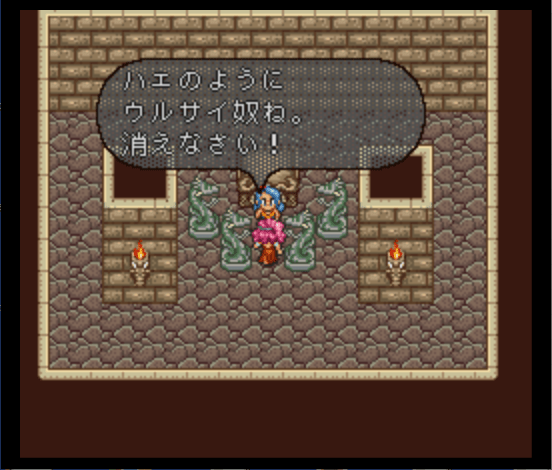 ハエのように
ウルサイ奴ね。
消えなさい！